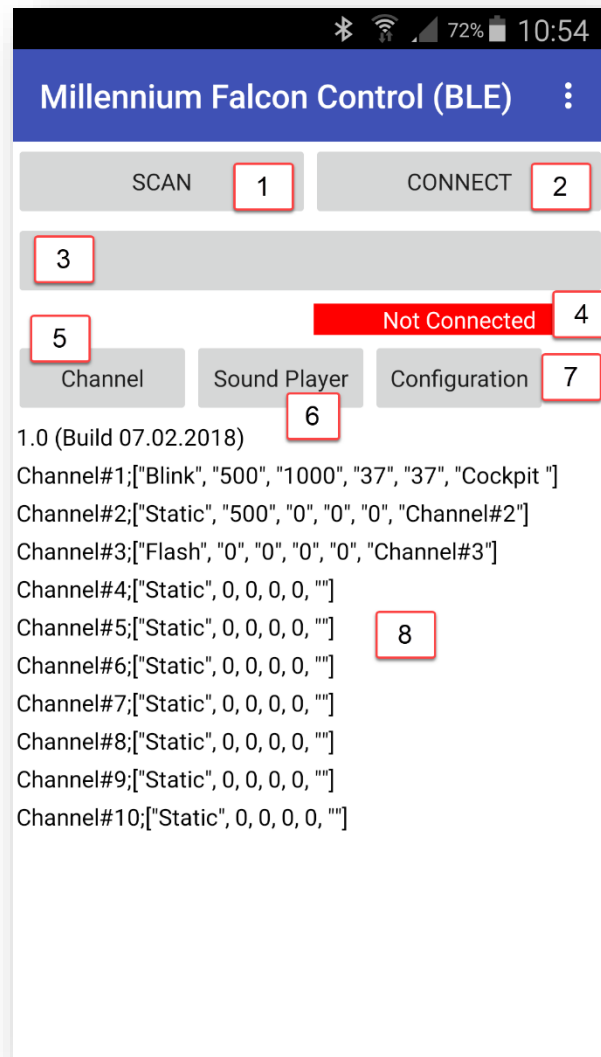 72% 10:54
Millennium Falcon Control (BLE)
SCAN 1 CONNECT 2
3
Not Connected 4
5
Channel Sound Player Configuration 7
6
1.0 (Build 07.02.2018)
Channel#1;["Blink", "500", "1000", "37", "37", "Cockpit "]
Channel#2;["Static", "500", "0", "0", "0", "Channel#2"]
Channel#3;["Flash", "0", "0", "0", "0", "Channel#3"]
Channel#4;["Static", 0, 0, 0, 0, ""]
Channel#5;["Static", 0, 0, 0, 0, ""] 8
Channel#6;["Static", 0, 0, 0, 0, ""]
Channel#7;["Static", 0, 0, 0, 0, ""]
Channel#8;["Static", 0, 0, 0, 0, ""]
Channel#9;["Static", 0, 0, 0, 0, ""]
Channel#10;["Static", 0, 0, 0, 0, ""]